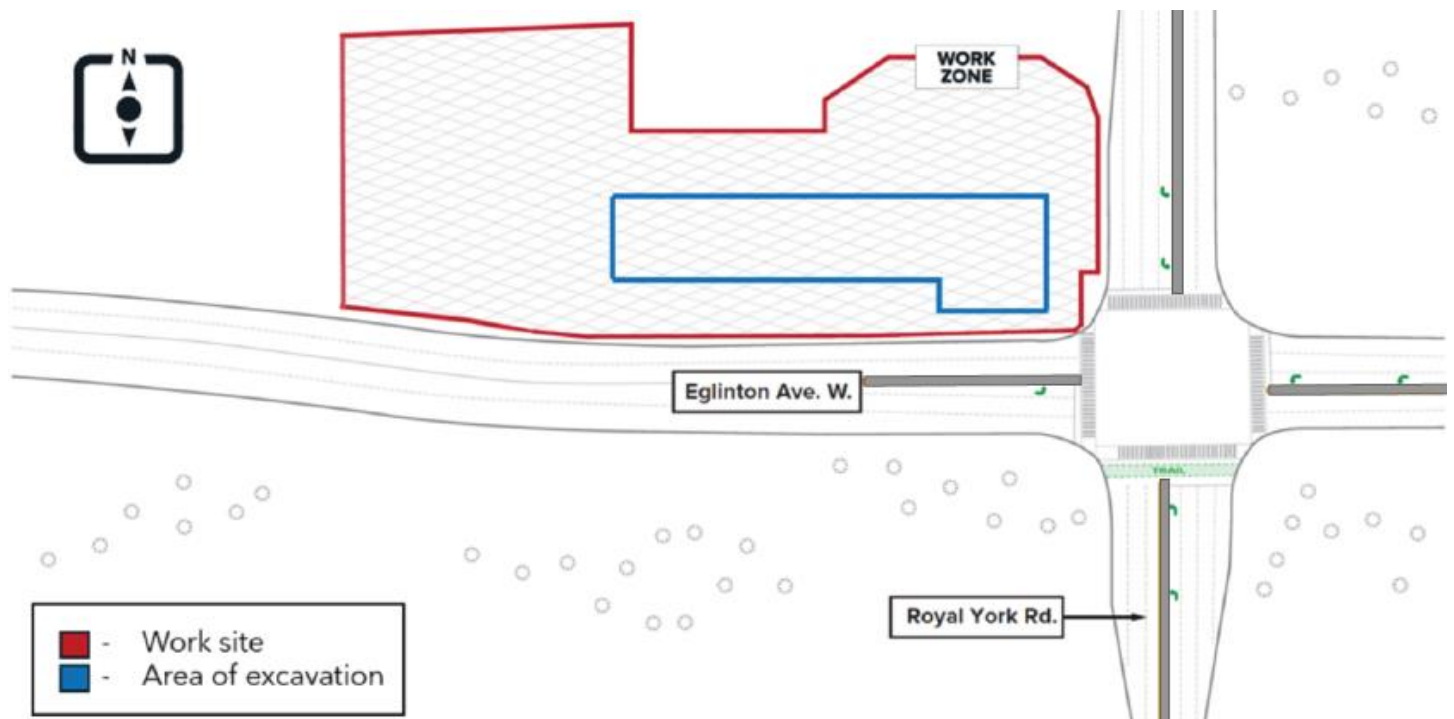 N
WORK
ZONE
Eglinton Ave. W.
TRAIL
Royal York Rd.
- Work site
- Area of excavation